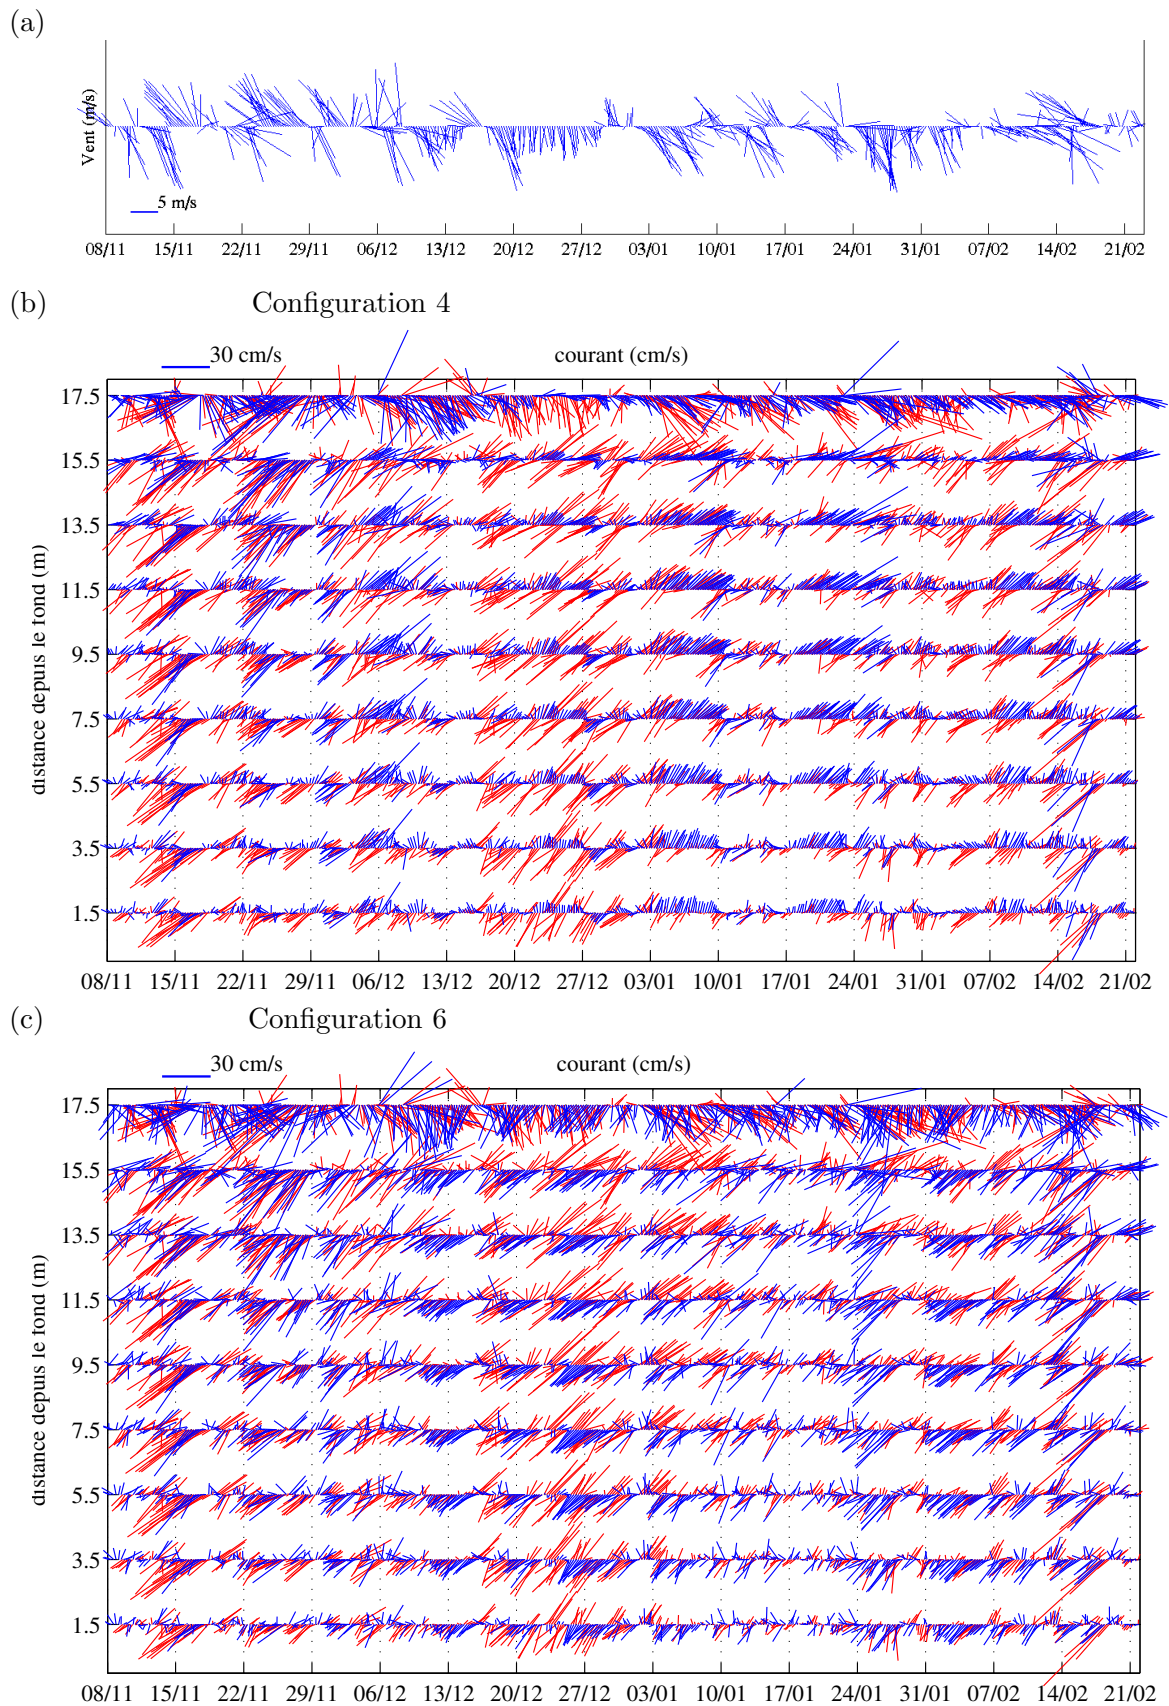 (a)
Vent (m/s)
5 m/s
08/11 15/11 22/11 29/11 06/12 13/12 20/12 27/12 03/01 10/01 17/01 24/01 31/01 07/02 14/02 21/02
(b) Configuration 4
30 cm/s courant (cm/s)
distance depus le fond (m)
17.5
15.5
13.5
11.5
9.5
7.5
5.5
3.5
1.5
08/11 15/11 22/11 29/11 06/12 13/12 20/12 27/12 03/01 10/01 17/01 24/01 31/01 07/02 14/02 21/02
(c) Configuration 6
30 cm/s courant (cm/s)
distance depus le fond (m)
17.5
15.5
13.5
11.5
9.5
7.5
5.5
3.5
1.5
08/11 15/11 22/11 29/11 06/12 13/12 20/12 27/12 03/01 10/01 17/01 24/01 31/01 07/02 14/02 21/02